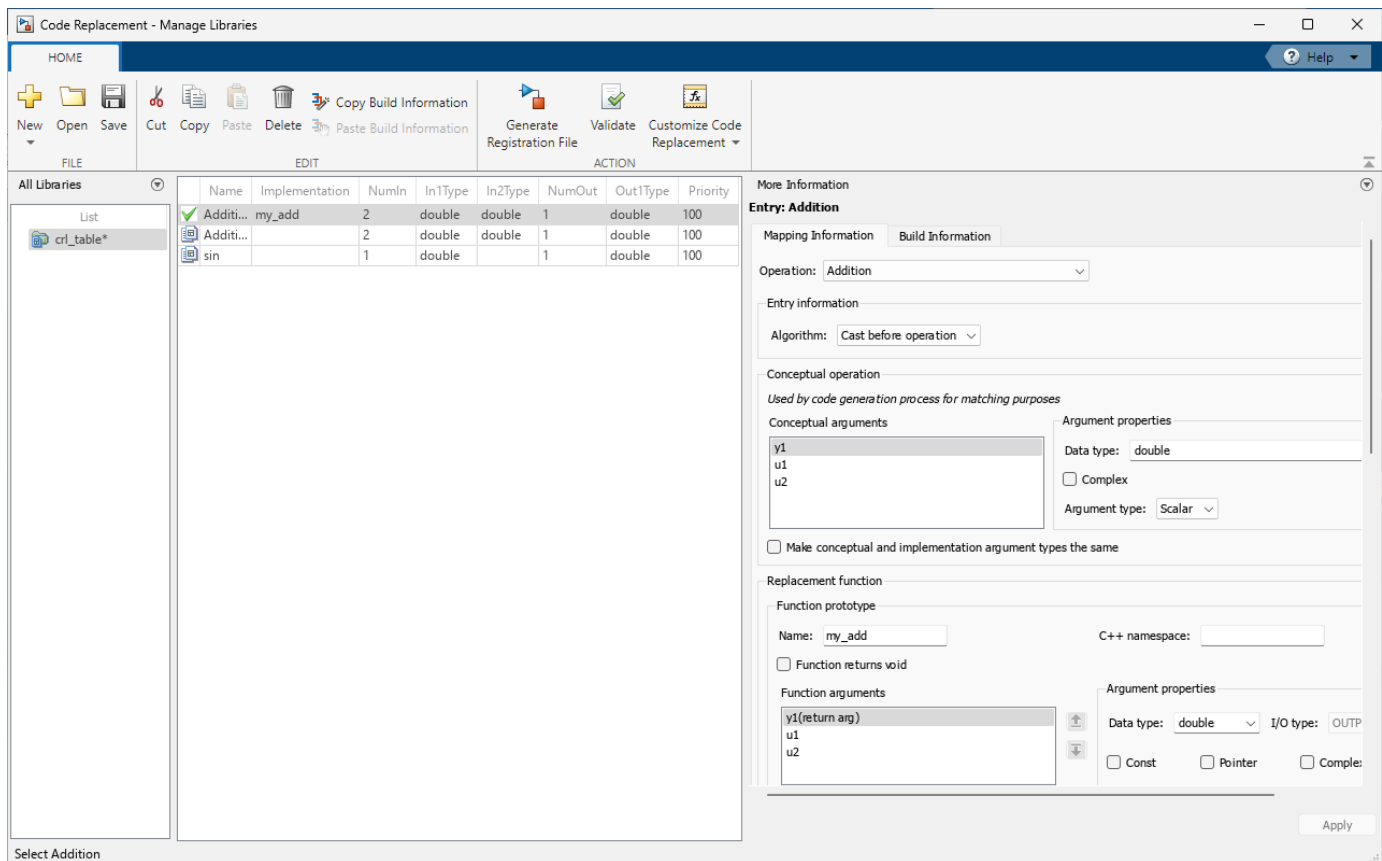 Code Replacement - Manage Libraries
HOME
Help
New Open Save Cut Copy Paste Delete Copy Build Information
Paste Build Information
Generate Registration File
Validate
Customize Code Replacement
FILE EDIT ACTION
All Libraries
List
crl_table*
Name Implementation NumIn In1Type In2Type NumOut Out1Type Priority
Additi... my_add 2 double double 1 double 100
Additi... 2 double double 1 double 100
sin 1 double 1 double 100
More Information
Entry: Addition
Mapping Information Build Information
Operation: Addition
Entry information
Algorithm: Cast before operation
Conceptual operation
Used by code generation process for matching purposes
Conceptual arguments
y1
u1
u2
Argument properties
Data type: double
Complex
Argument type: Scalar
Make conceptual and implementation argument types the same
Replacement function
Function prototype
Name: my_add C++ namespace:
Function returns void
Function arguments
y1(return arg)
u1
u2
Argument properties
Data type: double I/O type: OUTP
Const Pointer Complex
Apply
Select Addition